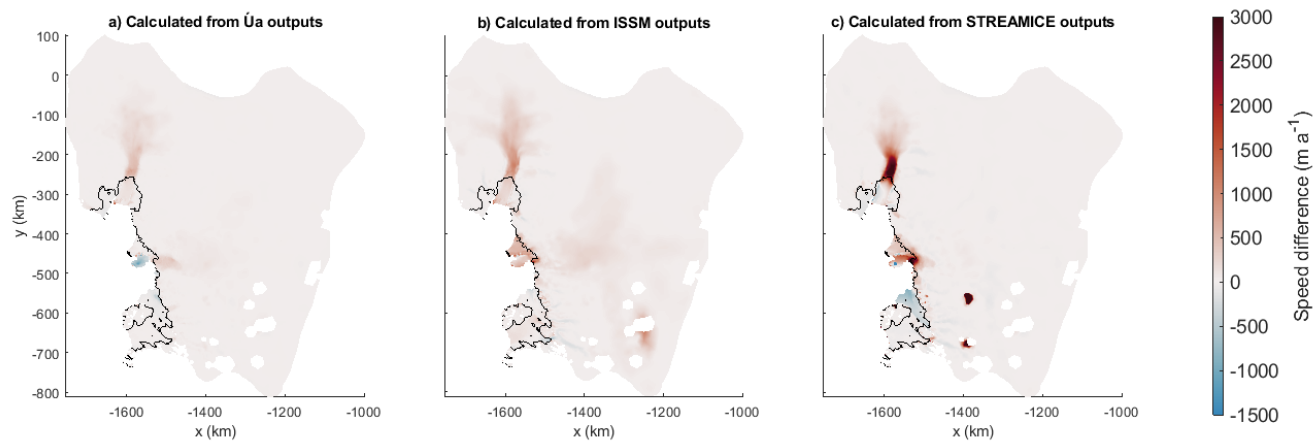 a) Calculated from Úa outputs
b) Calculated from ISSM outputs
c) Calculated from STREAMICE outputs
100
0
-100
-200
-300
-400
-500
-600
-700
-800
y (km)
-1600 -1400 -1200 -1000
x (km)
-1600 -1400 -1200 -1000
x (km)
-1600 -1400 -1200 -1000
x (km)
3000
2500
2000
1500
1000
500
0
-500
-1000
-1500
Speed difference (m a⁻¹)